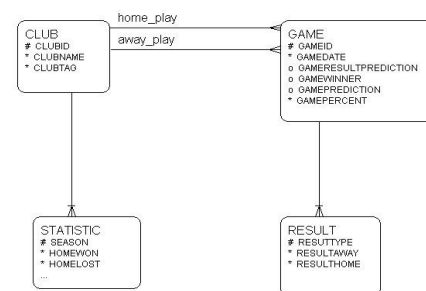 home_play
away_play
CLUB
# CLUBID
* CLUBNAME
* CLUBTAG
GAME
# GAMEID
* GAMEDATE
o GAMERESULTPREDICTION
o GAMEWINNER
o GAMEPREDICTION
* GAMEPERCENT
STATISTIC
# SEASON
* HOMEWON
* HOMELOST
...
RESULT
# RESUTTYPE
* RESULTAWAY
* RESULTHOME